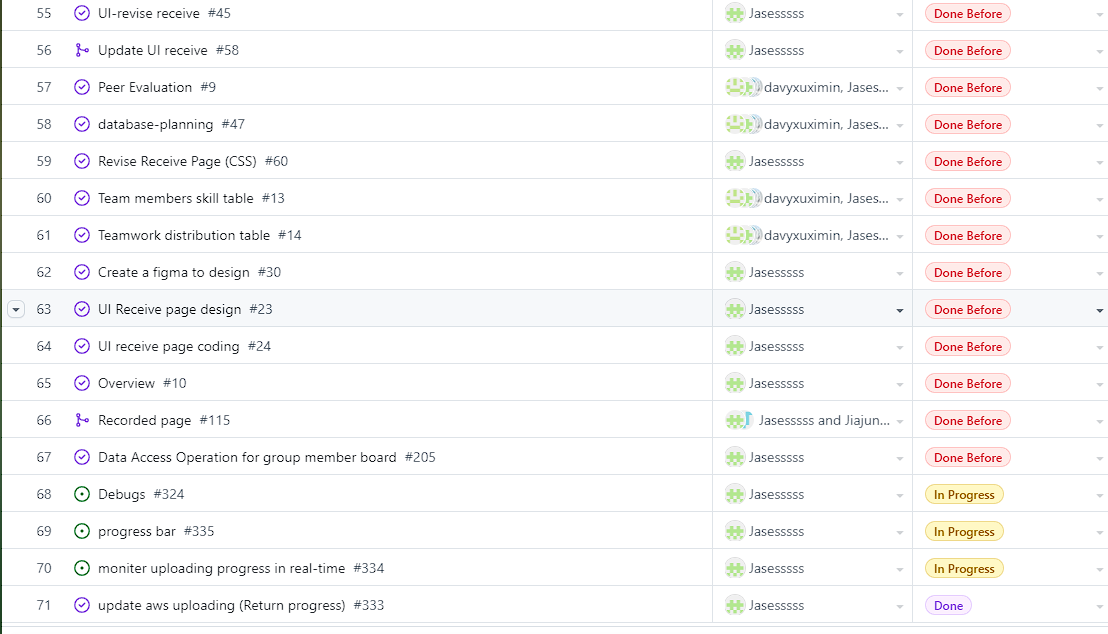 55 UI-revise receive #45 Jasesssss Done Before
56 Update UI receive #58 Jasesssss Done Before
57 Peer Evaluation #9 davyxuximin, Jases... Done Before
58 database-planning #47 davyxuximin, Jases... Done Before
59 Revise Receive Page (CSS) #60 Jasesssss Done Before
60 Team members skill table #13 davyxuximin, Jases... Done Before
61 Teamwork distribution table #14 davyxuximin, Jases... Done Before
62 Create a figma to design #30 Jasesssss Done Before
63 UI Receive page design #23 Jasesssss Done Before
64 UI receive page coding #24 Jasesssss Done Before
65 Overview #10 Jasesssss Done Before
66 Recorded page #115 Jasesssss and Jiajun... Done Before
67 Data Access Operation for group member board #205 Jasesssss Done Before
68 Debugs #324 Jasesssss In Progress
69 progress bar #335 Jasesssss In Progress
70 moniter uploading progress in real-time #334 Jasesssss In Progress
71 update aws uploading (Return progress) #333 Jasesssss Done